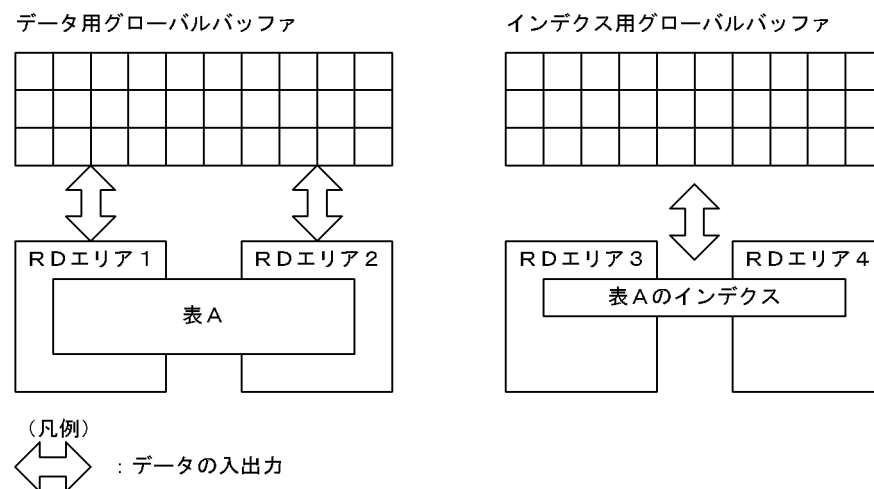 データ用グローバルバッファ
インデクス用グローバルバッファ
ＲＤエリア１
ＲＤエリア２
ＲＤエリア３
ＲＤエリア４
表Ａ
表Ａのインデクス
（凡例）
：データの入出力